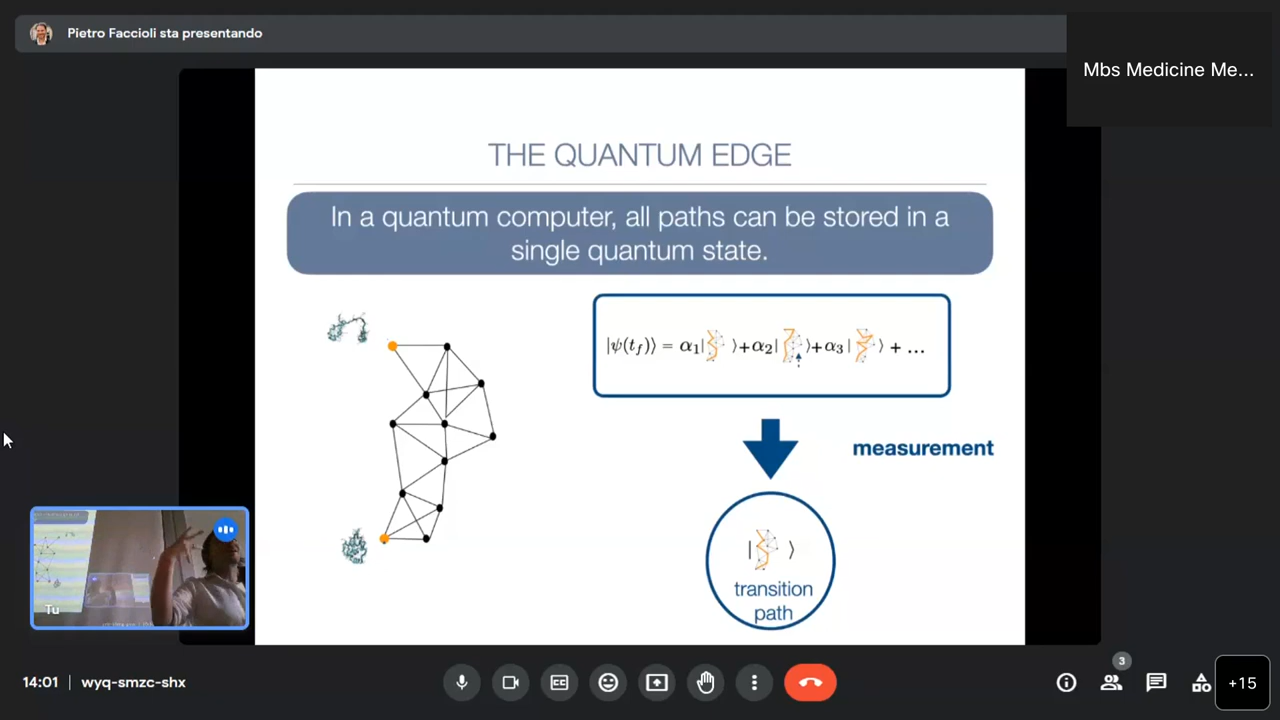 Pietro Faccioli sta presentando
Mbs Medicine Me...
THE QUANTUM EDGE
In a quantum computer, all paths can be stored in a
single quantum state.
|ψ(t_f)⟩ = α₁| ⟩+α₂| ⟩+α₃| ⟩ + ...
measurement
| ⟩
transition
path
Tu
14:01 | wyq-smzc-shx
3
+15